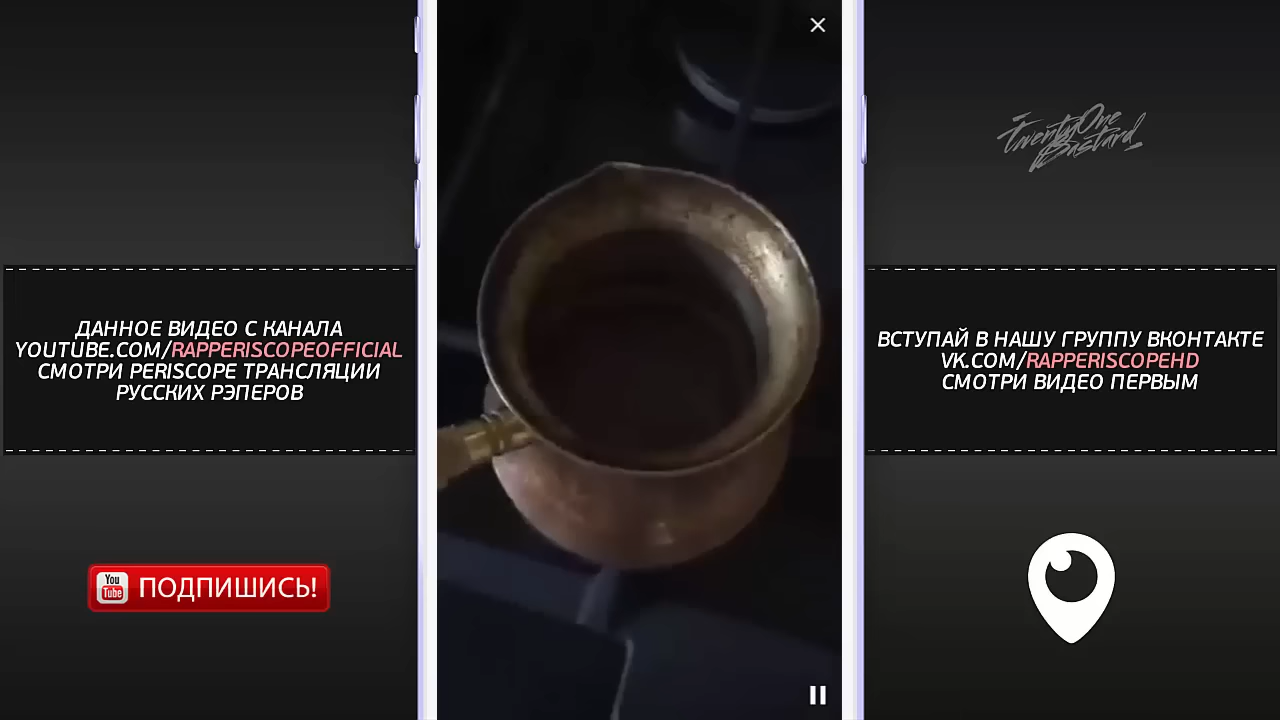 TwentyOne
Bastard
ДАННОЕ ВИДЕО С КАНАЛА
YOUTUBE.COM/RAPPERISCOPEOFFICIAL
СМОТРИ PERISCOPE ТРАНСЛЯЦИИ
РУССКИХ РЭПЕРОВ
ВСТУПАЙ В НАШУ ГРУППУ ВКОНТАКТЕ
VK.COM/RAPPERISCOPEHD
СМОТРИ ВИДЕО ПЕРВЫМ
You
Tube
ПОДПИШИСЬ!